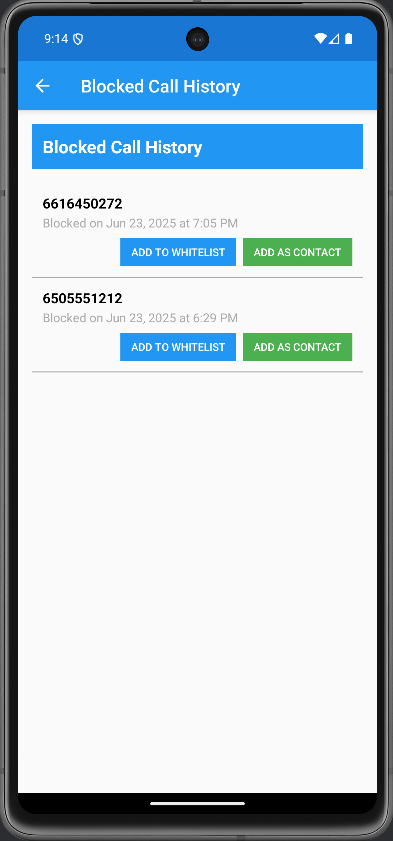 9:14
Blocked Call History
Blocked Call History
6616450272
Blocked on Jun 23, 2025 at 7:05 PM
ADD TO WHITELIST ADD AS CONTACT
6505551212
Blocked on Jun 23, 2025 at 6:29 PM
ADD TO WHITELIST ADD AS CONTACT